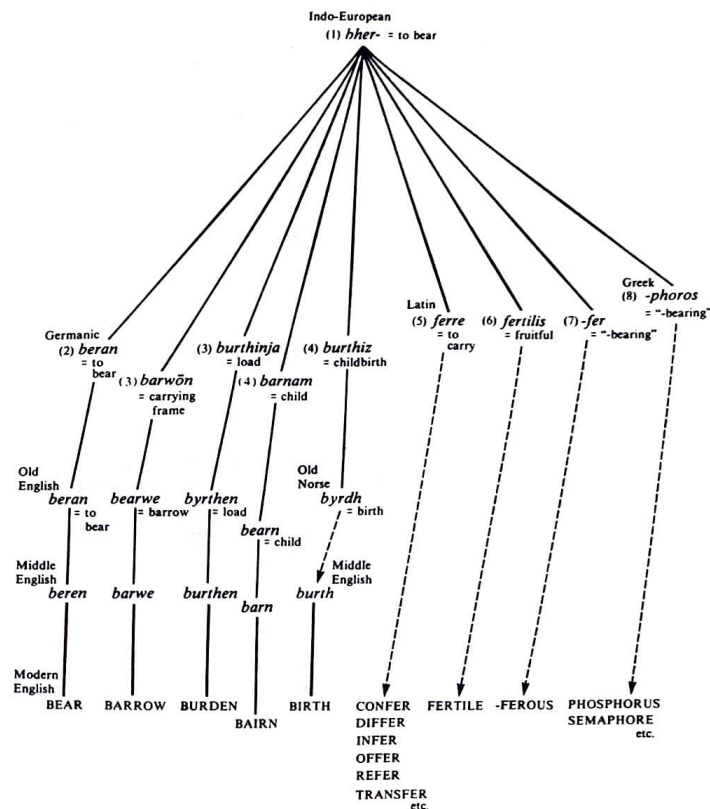 Indo-European
(1) bher- = to bear
Germanic
(2) beran
= to
bear
(3) barwōn
= carrying
frame
(3) burthinja
= load
(4) barnam
= child
(4) burthiz
= childbirth
Latin
(5) ferre
= to
carry
(6) fertilis
= fruitful
(7) -fer
= "-bearing"
Greek
(8) -phoros
= "-bearing"
Old
English
beran
= to
bear
bearwe
= barrow
byrthen
= load
bearn
= child
Old
Norse
byrdh
= birth
Middle
English
beren
barwe
burthen
barn
Middle
English
burth
Modern
English
BEAR
BARROW
BURDEN
BAIRN
BIRTH
CONFER
DIFFER
INFER
OFFER
REFER
TRANSFER
etc.
FERTILE
-FEROUS
PHOSPHORUS
SEMAPHORE
etc.